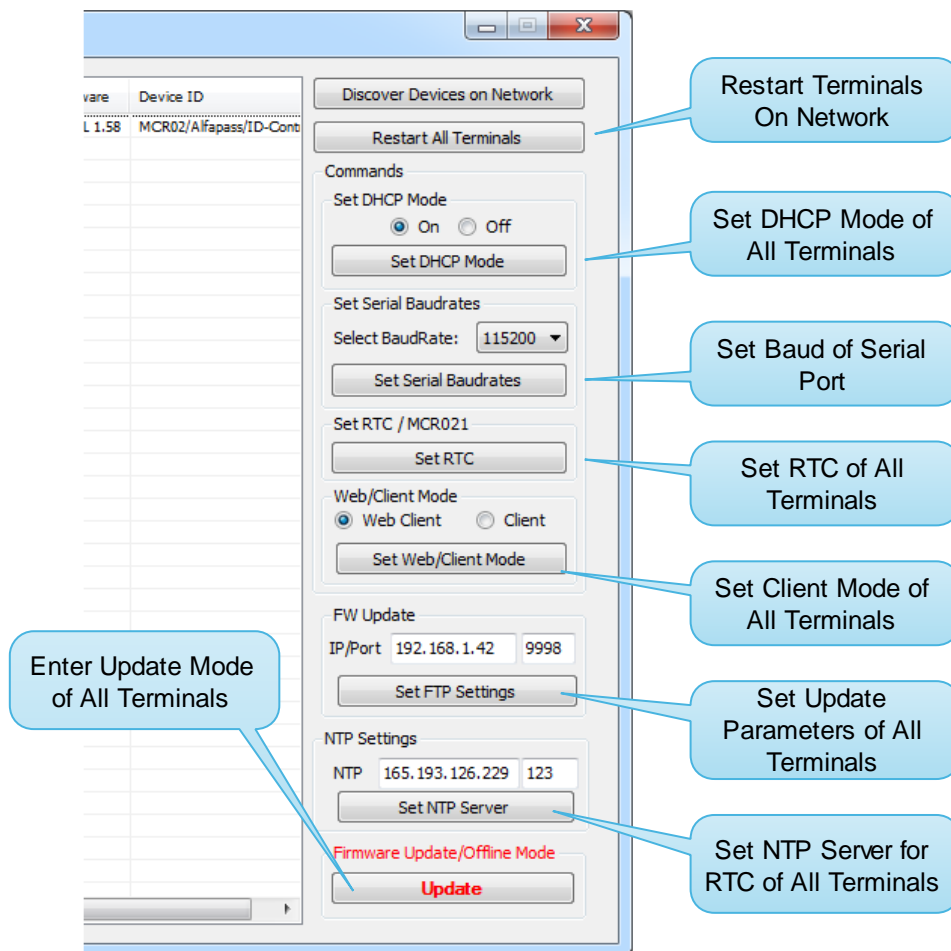 ware Device ID
L 1.58 MCR02/Alfapass/ID-Cont
Discover Devices on Network
Restart All Terminals
Commands
Set DHCP Mode
On Off
Set DHCP Mode
Set Serial Baudrates
Select BaudRate: 115200
Set Serial Baudrates
Set RTC / MCR021
Set RTC
Web/Client Mode
Web Client Client
Set Web/Client Mode
FW Update
IP/Port 192.168.1.42 9998
Set FTP Settings
NTP Settings
NTP 165.193.126.229 123
Set NTP Server
Firmware Update/Offline Mode
Update
Restart Terminals
On Network
Set DHCP Mode of
All Terminals
Set Baud of Serial
Port
Set RTC of All
Terminals
Set Client Mode of
All Terminals
Enter Update Mode
of All Terminals
Set Update
Parameters of All
Terminals
Set NTP Server for
RTC of All Terminals